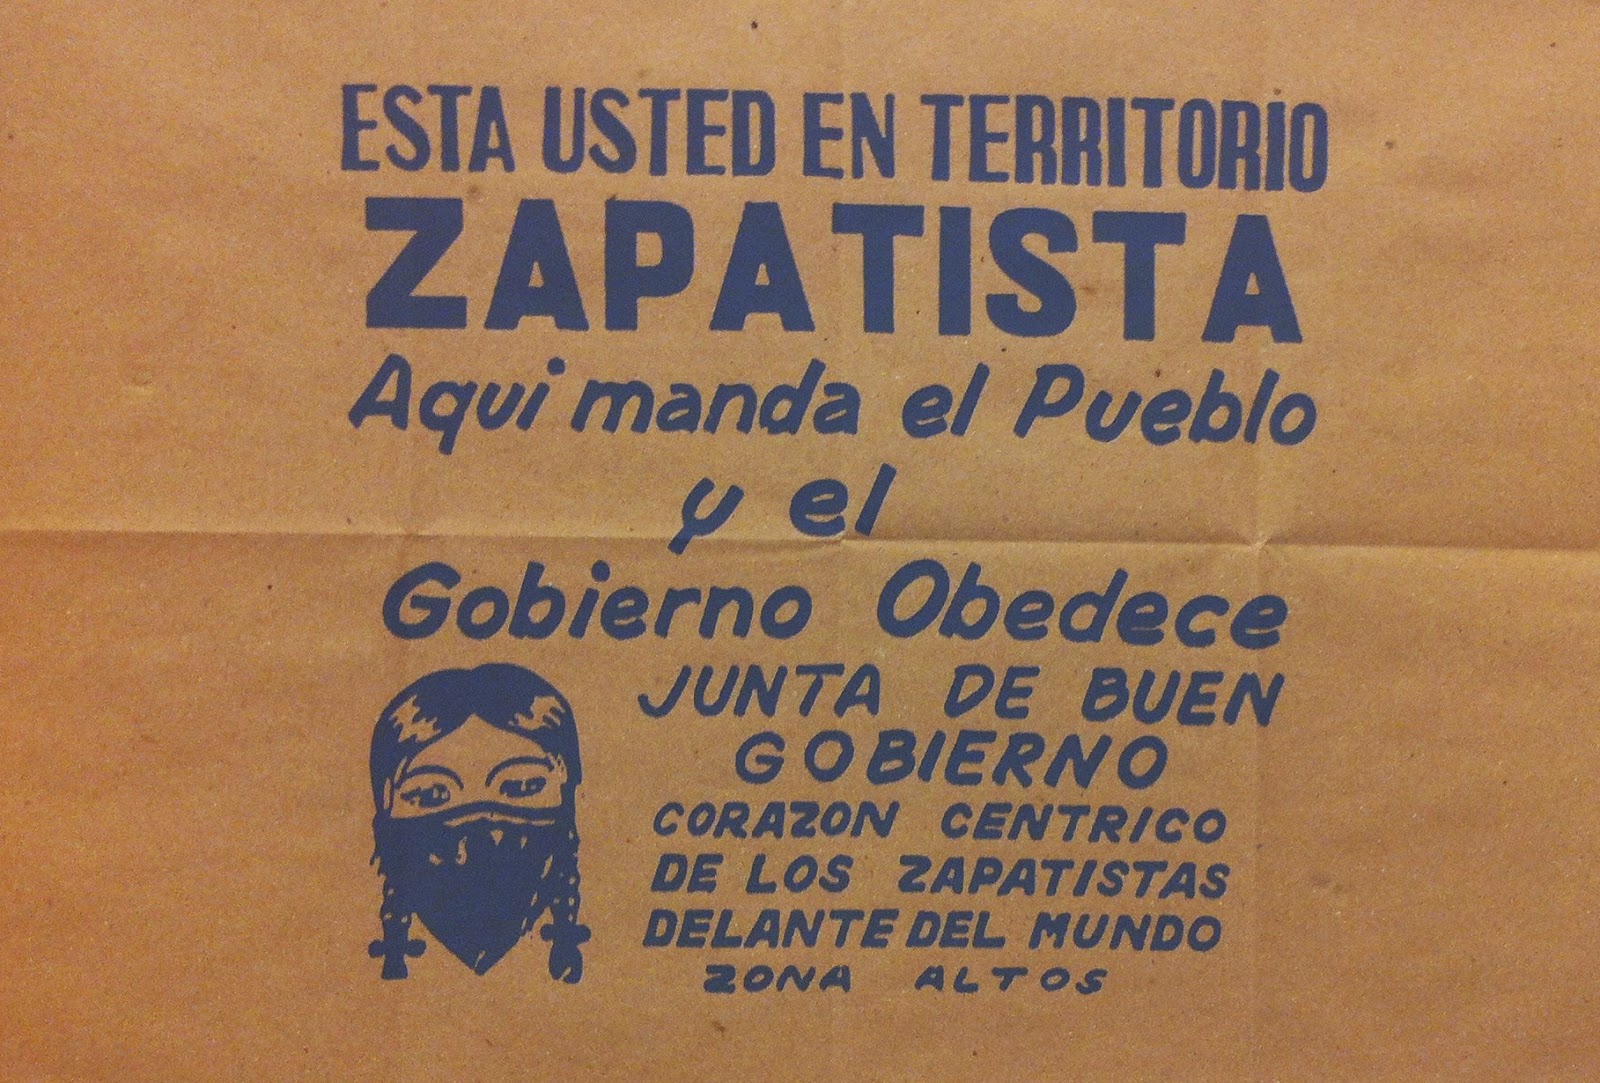 ESTA USTED EN TERRITORIO
ZAPATISTA
Aqui manda el Pueblo
y el
Gobierno Obedece
JUNTA DE BUEN
GOBIERNO
CORAZON CENTRICO
DE LOS ZAPATISTAS
DELANTE DEL MUNDO
ZONA ALTOS